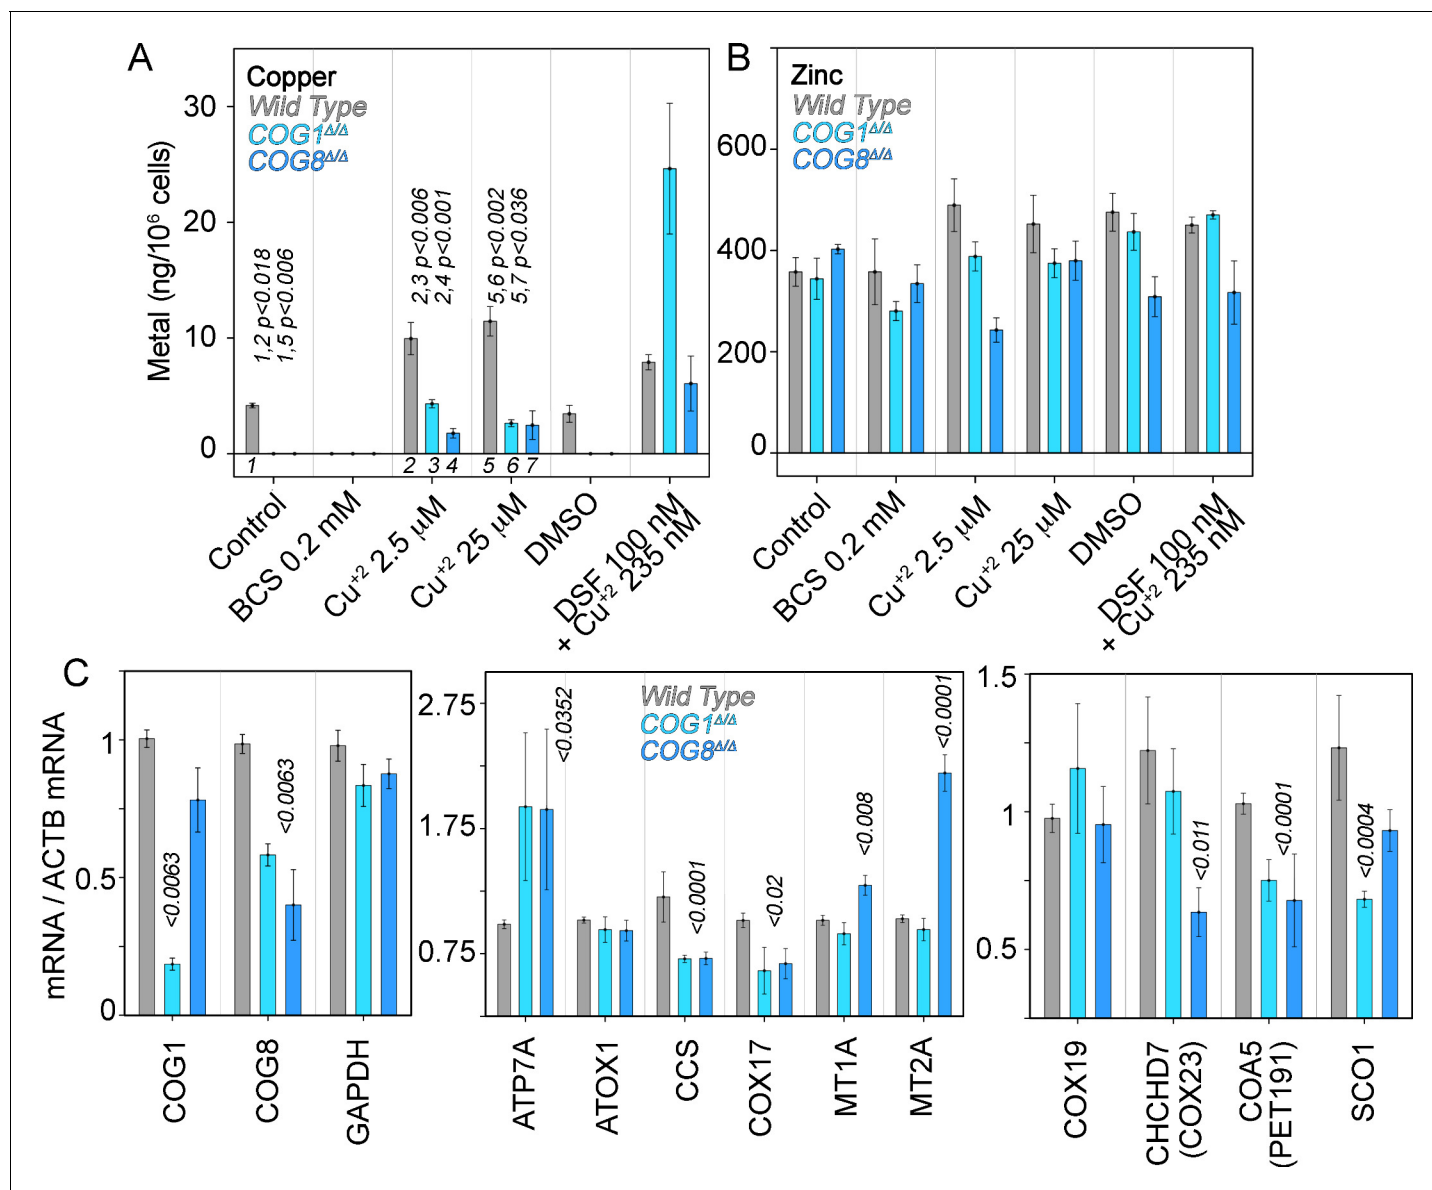 A
Copper
Wild Type
COG1Δ/Δ
COG8Δ/Δ
Metal (ng/10⁶ cells)
30
20
10
0
1,2 p<0.018
1,5 p<0.006
2,3 p<0.006
2,4 p<0.001
5,6 p<0.002
5,7 p<0.036
1
2
3
4
5
6
7
Control
BCS 0.2 mM
Cu⁺² 2.5 µM
Cu⁺² 25 µM
DMSO
DSF 100 nM
+ Cu⁺² 235 nM
B
Zinc
Wild Type
COG1Δ/Δ
COG8Δ/Δ
600
400
200
0
Control
BCS 0.2 mM
Cu⁺² 2.5 µM
Cu⁺² 25 µM
DMSO
DSF 100 nM
+ Cu⁺² 235 nM
C
mRNA / ACTB mRNA
1
0.5
0
<0.0063
<0.0063
COG1
COG8
GAPDH
2.75
1.75
0.75
Wild Type
COG1Δ/Δ
COG8Δ/Δ
<0.0352
<0.0001
<0.02
<0.008
<0.0001
ATP7A
ATOX1
CCS
COX17
MT1A
MT2A
1.5
1
0.5
<0.011
<0.0001
<0.0004
COX19
CHCHD7
(COX23)
COA5
(PET191)
SCO1